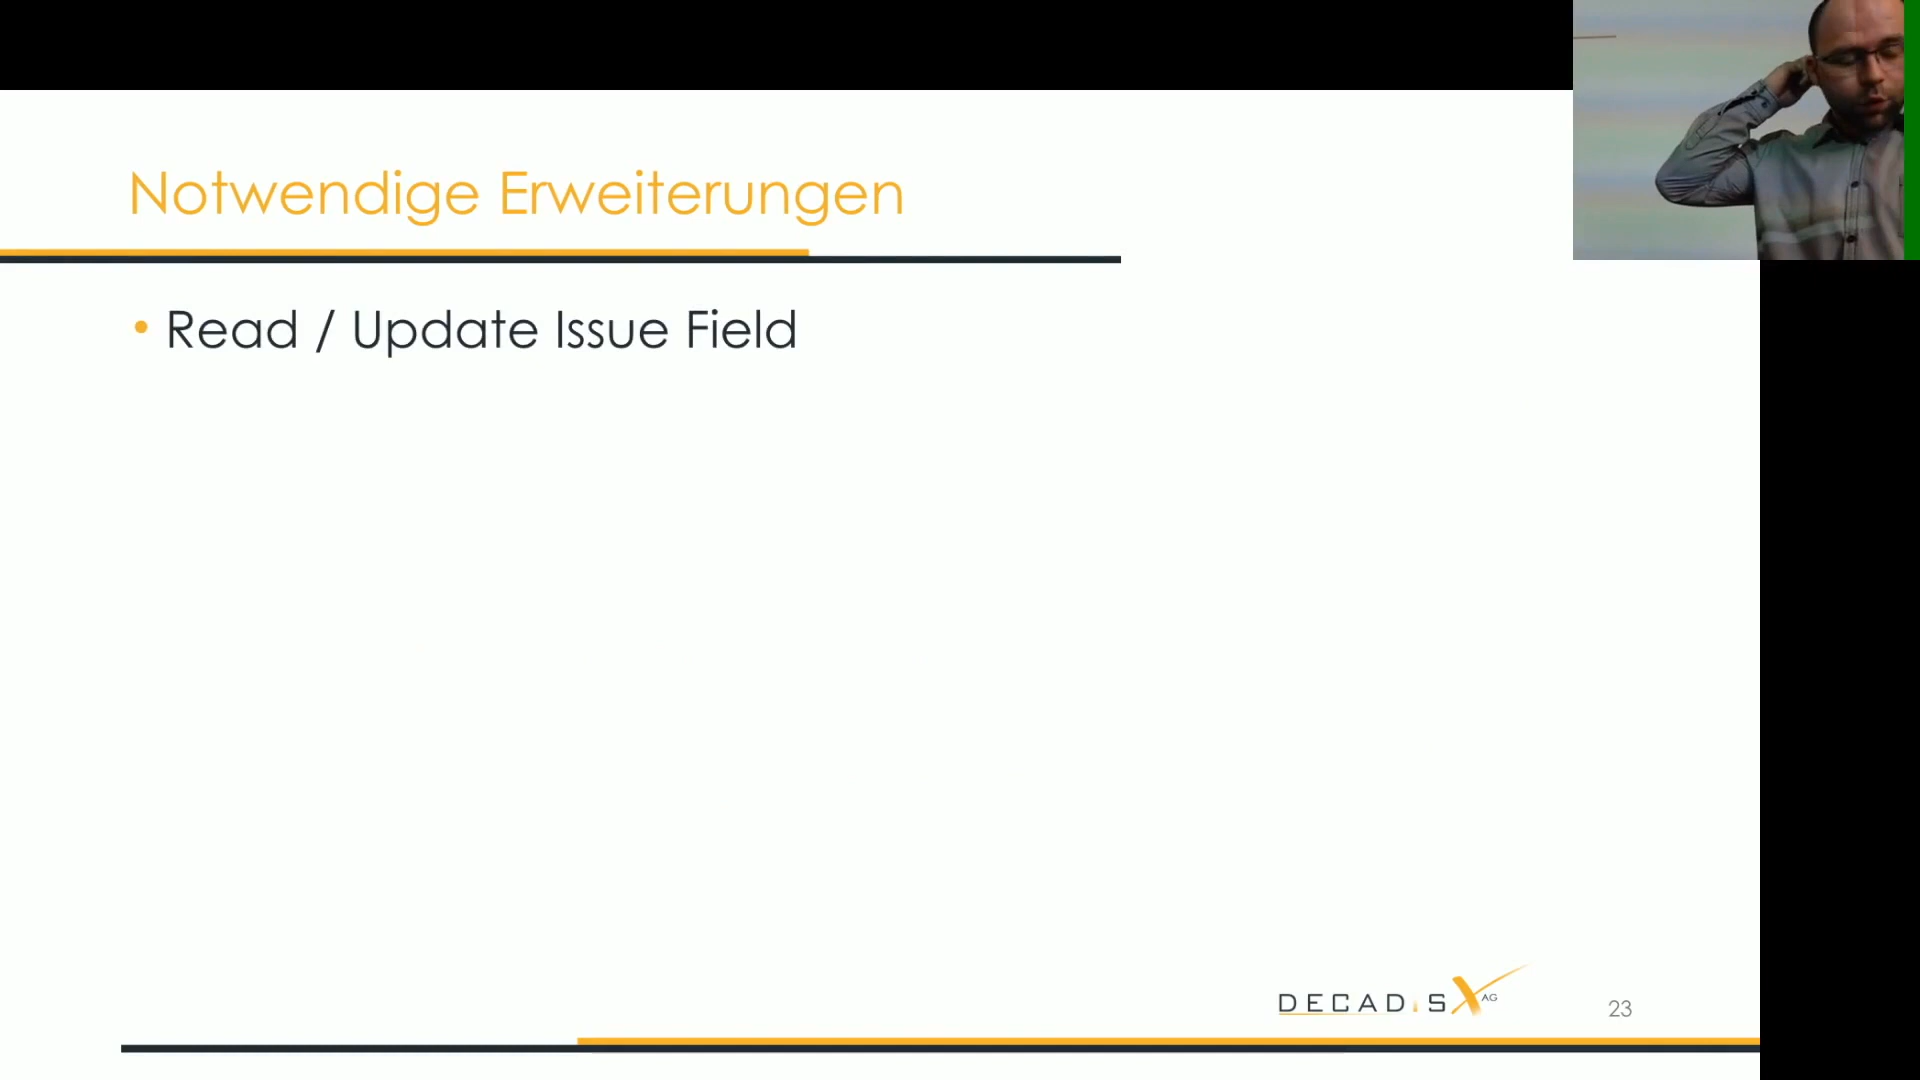 Notwendige Erweiterungen
• Read / Update Issue Field
DECADiS AG
23